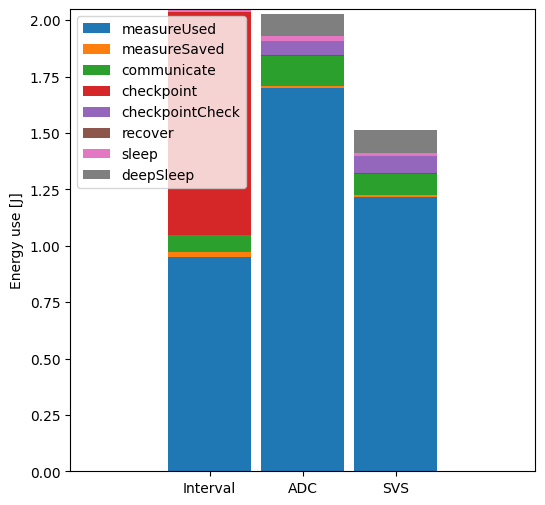 measureUsed
measureSaved
communicate
checkpoint
checkpointCheck
recover
sleep
deepSleep
Energy use [J]
2.00
1.75
1.50
1.25
1.00
0.75
0.50
0.25
0.00
Interval
ADC
SVS